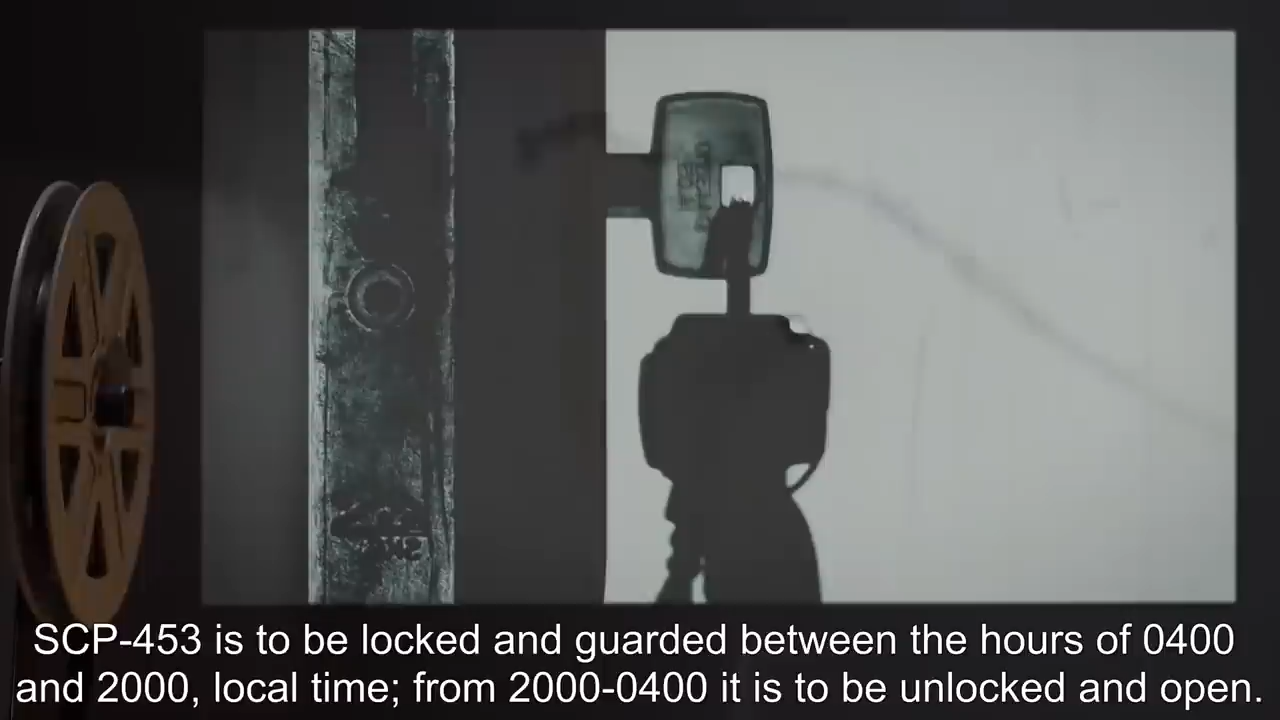 SCP-453 is to be locked and guarded between the hours of 0400
and 2000, local time; from 2000-0400 it is to be unlocked and open.